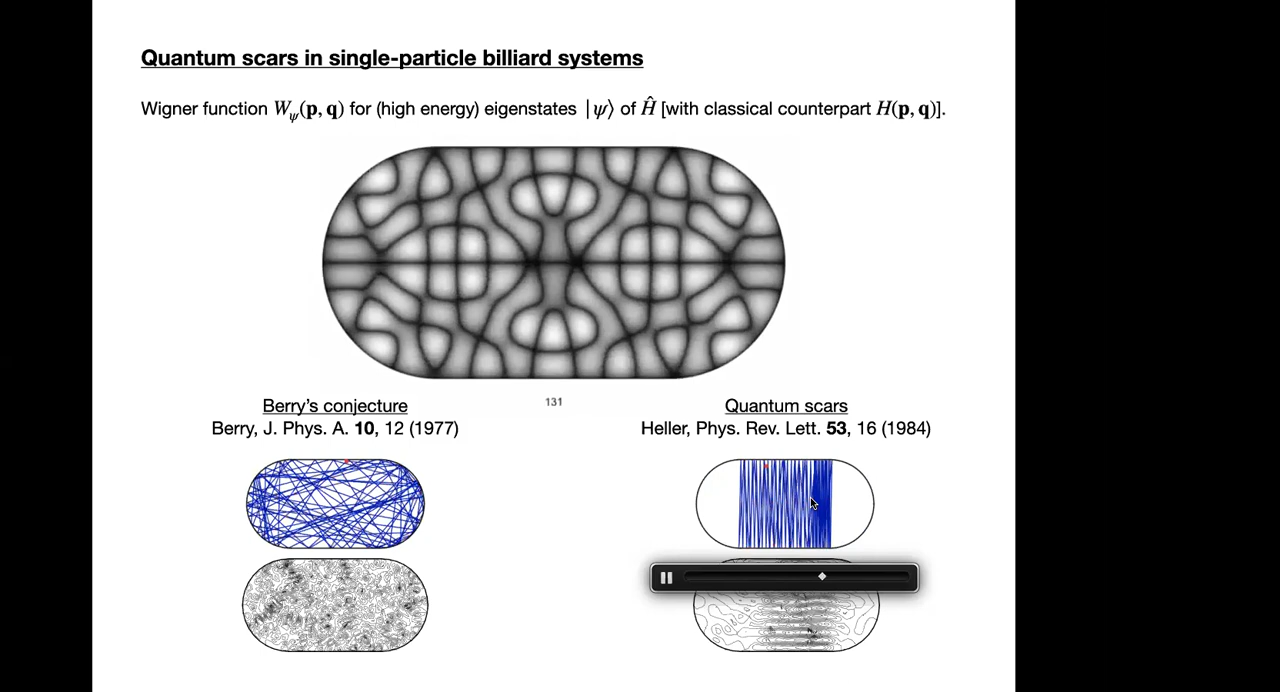 Quantum scars in single-particle billiard systems
Wigner function W_ψ(p, q) for (high energy) eigenstates |ψ⟩ of Ĥ [with classical counterpart H(p, q)].
131
Berry's conjecture
Berry, J. Phys. A. 10, 12 (1977)
Quantum scars
Heller, Phys. Rev. Lett. 53, 16 (1984)